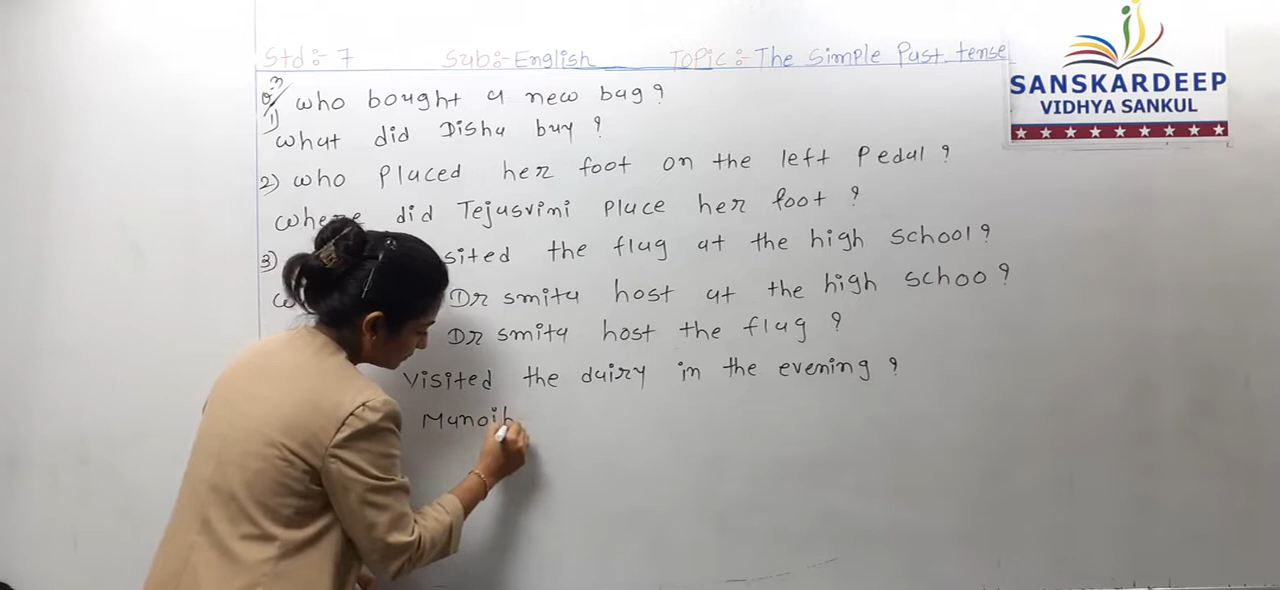 Std:- 7 Sub:- English Topic:- The Simple Past tense
SANSKARDEEP
VIDHYA SANKUL
Q-3
1) who bought a new bag?
what did Disha buy?
2) who placed her foot on the left Pedal?
where did Tejasvini place her foot?
3) sited the flag at the high school?
Dr smita host at the high schoo?
Dr smita host the flag?
visited the dairy in the evening?